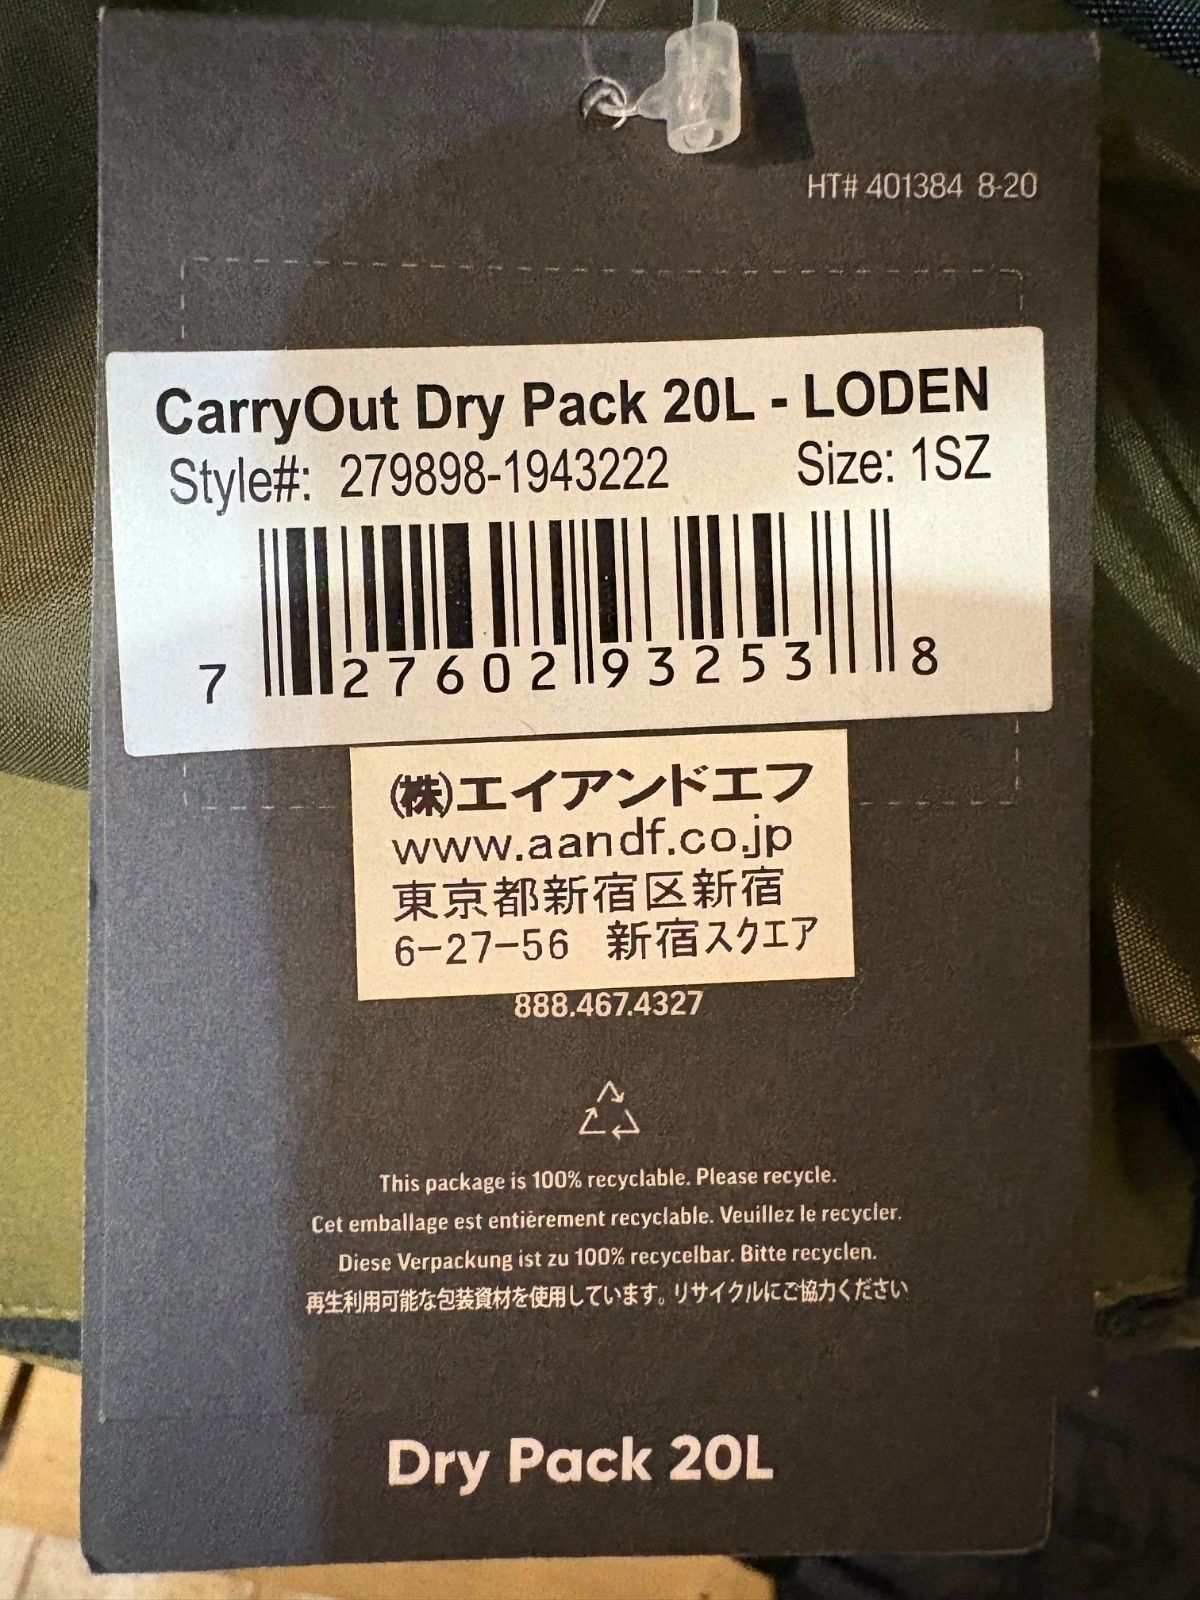 HT# 401384 8-20
CarryOut Dry Pack 20L - LODEN
Style#: 279898-1943222 Size: 1SZ
7 27602 93253 8
(株)エイアンドエフ
www.aandf.co.jp
東京都新宿区新宿
6-27-56 新宿スクエア
888.467.4327
This package is 100% recyclable. Please recycle.
Cet emballage est entièrement recyclable. Veuillez le recycler.
Diese Verpackung ist zu 100% recycelbar. Bitte recyclen.
再生利用可能な包装資材を使用しています。リサイクルにご協力ください
Dry Pack 20L